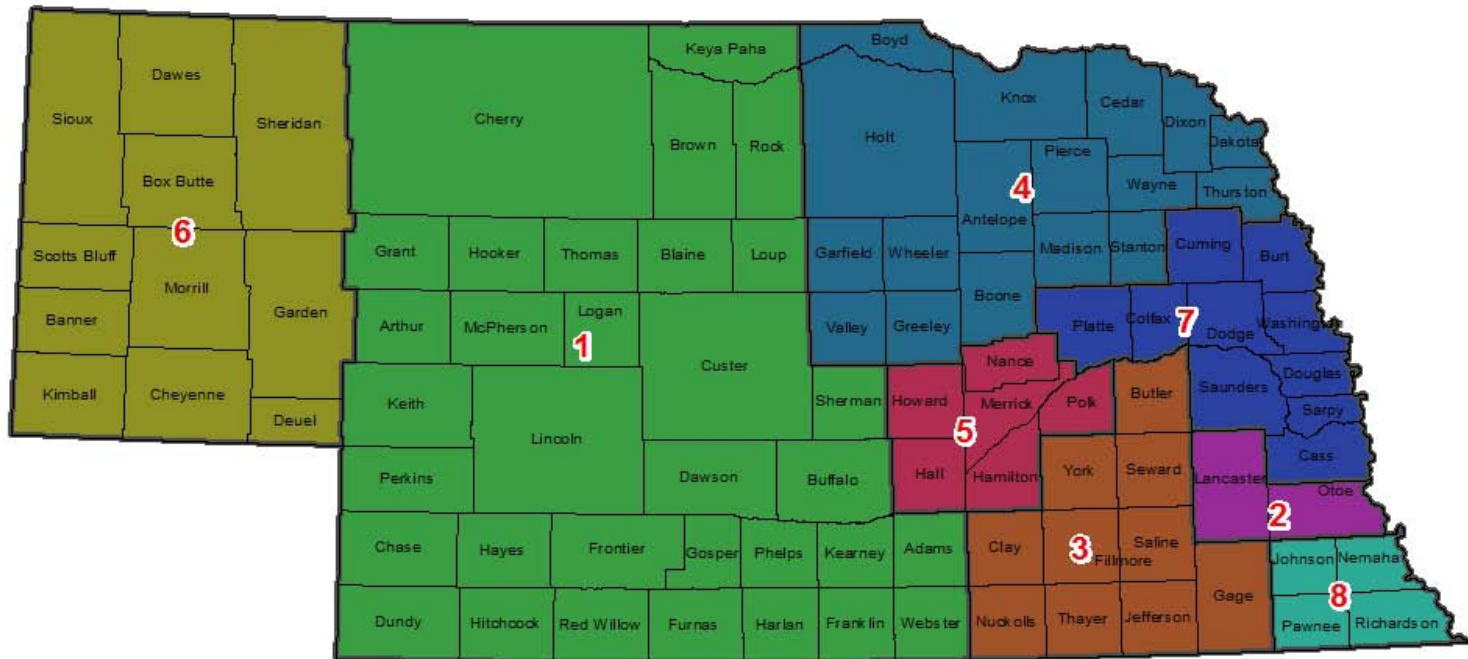 Boyd
Keya Paha
Dawes
Knox
Cedar
Sioux
Cherry
Sheridan
Holt
Dixon
Brown
Rock
Pierce
Dakota
Box Butte
4
Wayne
Thurston
6
Antelope
Cuming
Scotts Bluff
Grant
Hooker
Thomas
Blaine
Loup
Garfield
Wheeler
Madison
Stanton
Burt
Morrill
Garden
Boone
Banner
Arthur
McPherson
Logan
Valley
Greeley
Platte
Colfax
7
Dodge
Washington
1
Nance
Custer
Douglas
Kimball
Cheyenne
Keith
Sherman
Howard
Merrick
Polk
Butler
Saunders
Sarpy
Deuel
Lincoln
5
Cass
Perkins
Dawson
Buffalo
Hall
Hamilton
York
Seward
Lancaster
Otoe
2
Chase
Hayes
Frontier
Gosper
Phelps
Kearney
Adams
Clay
3
Saline
Fillmore
Johnson
Nemaha
Gage
8
Dundy
Hitchcock
Red Willow
Furnas
Harlan
Franklin
Webster
Nuckolls
Thayer
Jefferson
Pawnee
Richardson